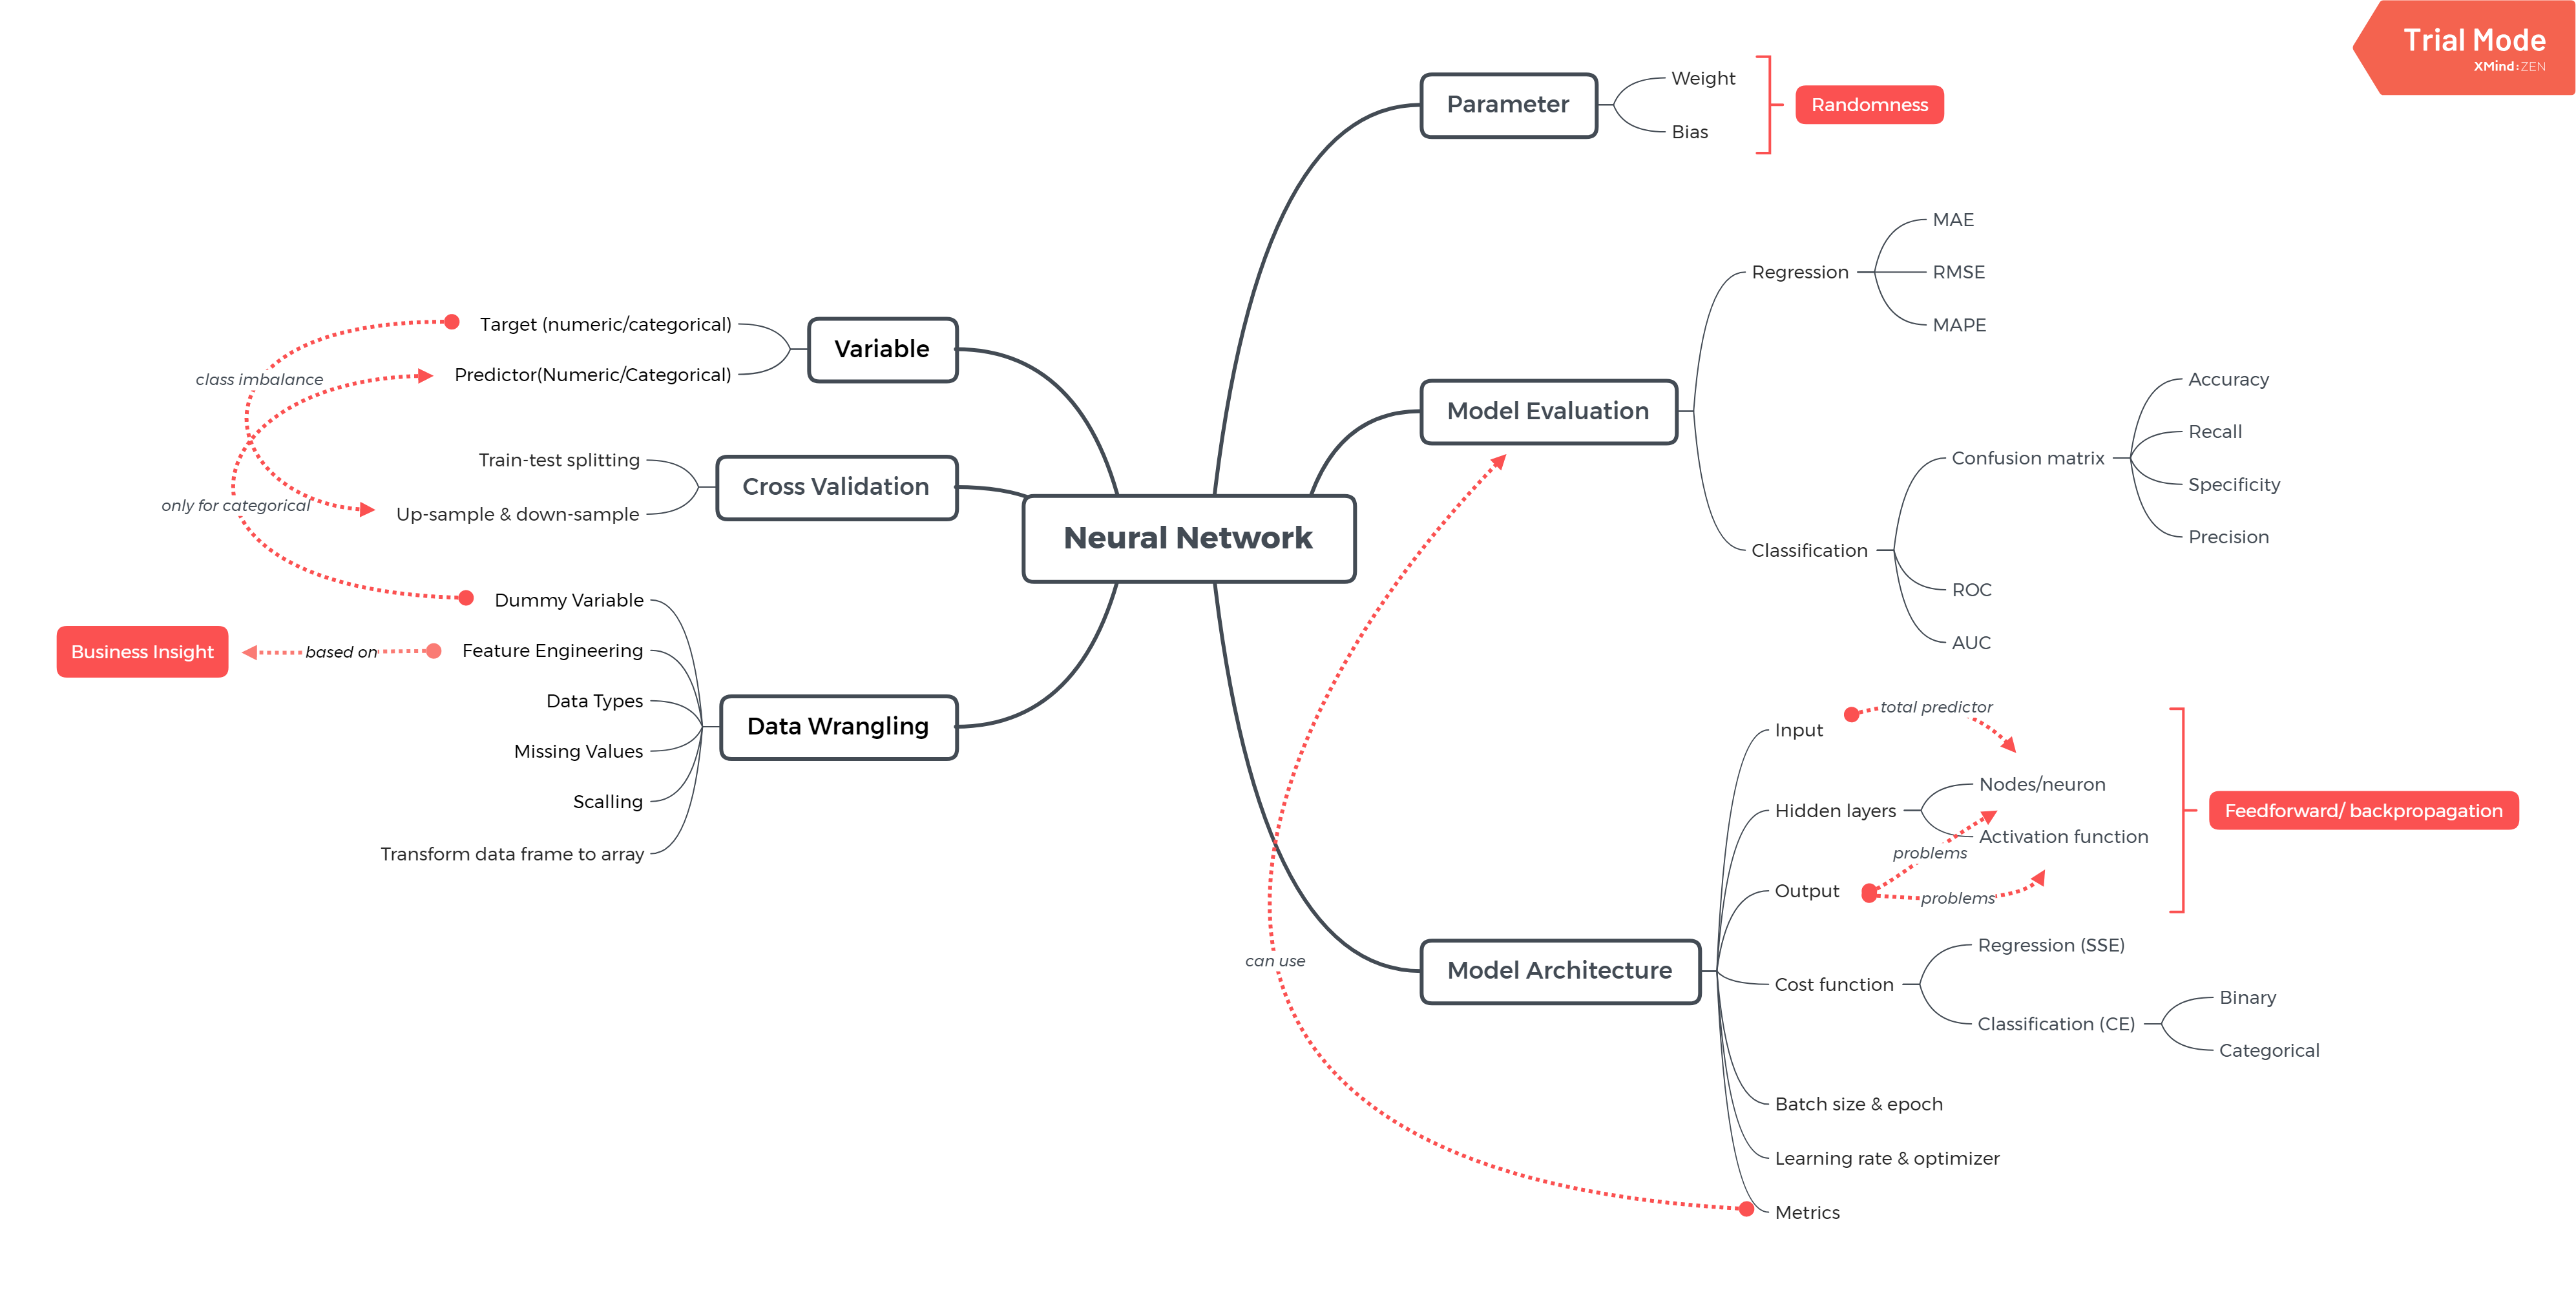 Trial Mode
XMind:ZEN
Neural Network
Parameter
Weight
Bias
Randomness
Model Evaluation
Regression
MAE
RMSE
MAPE
Classification
Confusion matrix
Accuracy
Recall
Specificity
Precision
ROC
AUC
Model Architecture
Input
total predictor
Hidden layers
Nodes/neuron
Activation function
problems
Output
problems
Feedforward/ backpropagation
Cost function
Regression (SSE)
Classification (CE)
Binary
Categorical
Batch size & epoch
Learning rate & optimizer
Metrics
can use
Variable
Target (numeric/categorical)
Predictor(Numeric/Categorical)
class imbalance
Cross Validation
Train-test splitting
Up-sample & down-sample
only for categorical
Data Wrangling
Dummy Variable
Feature Engineering
based on
Business Insight
Data Types
Missing Values
Scalling
Transform data frame to array